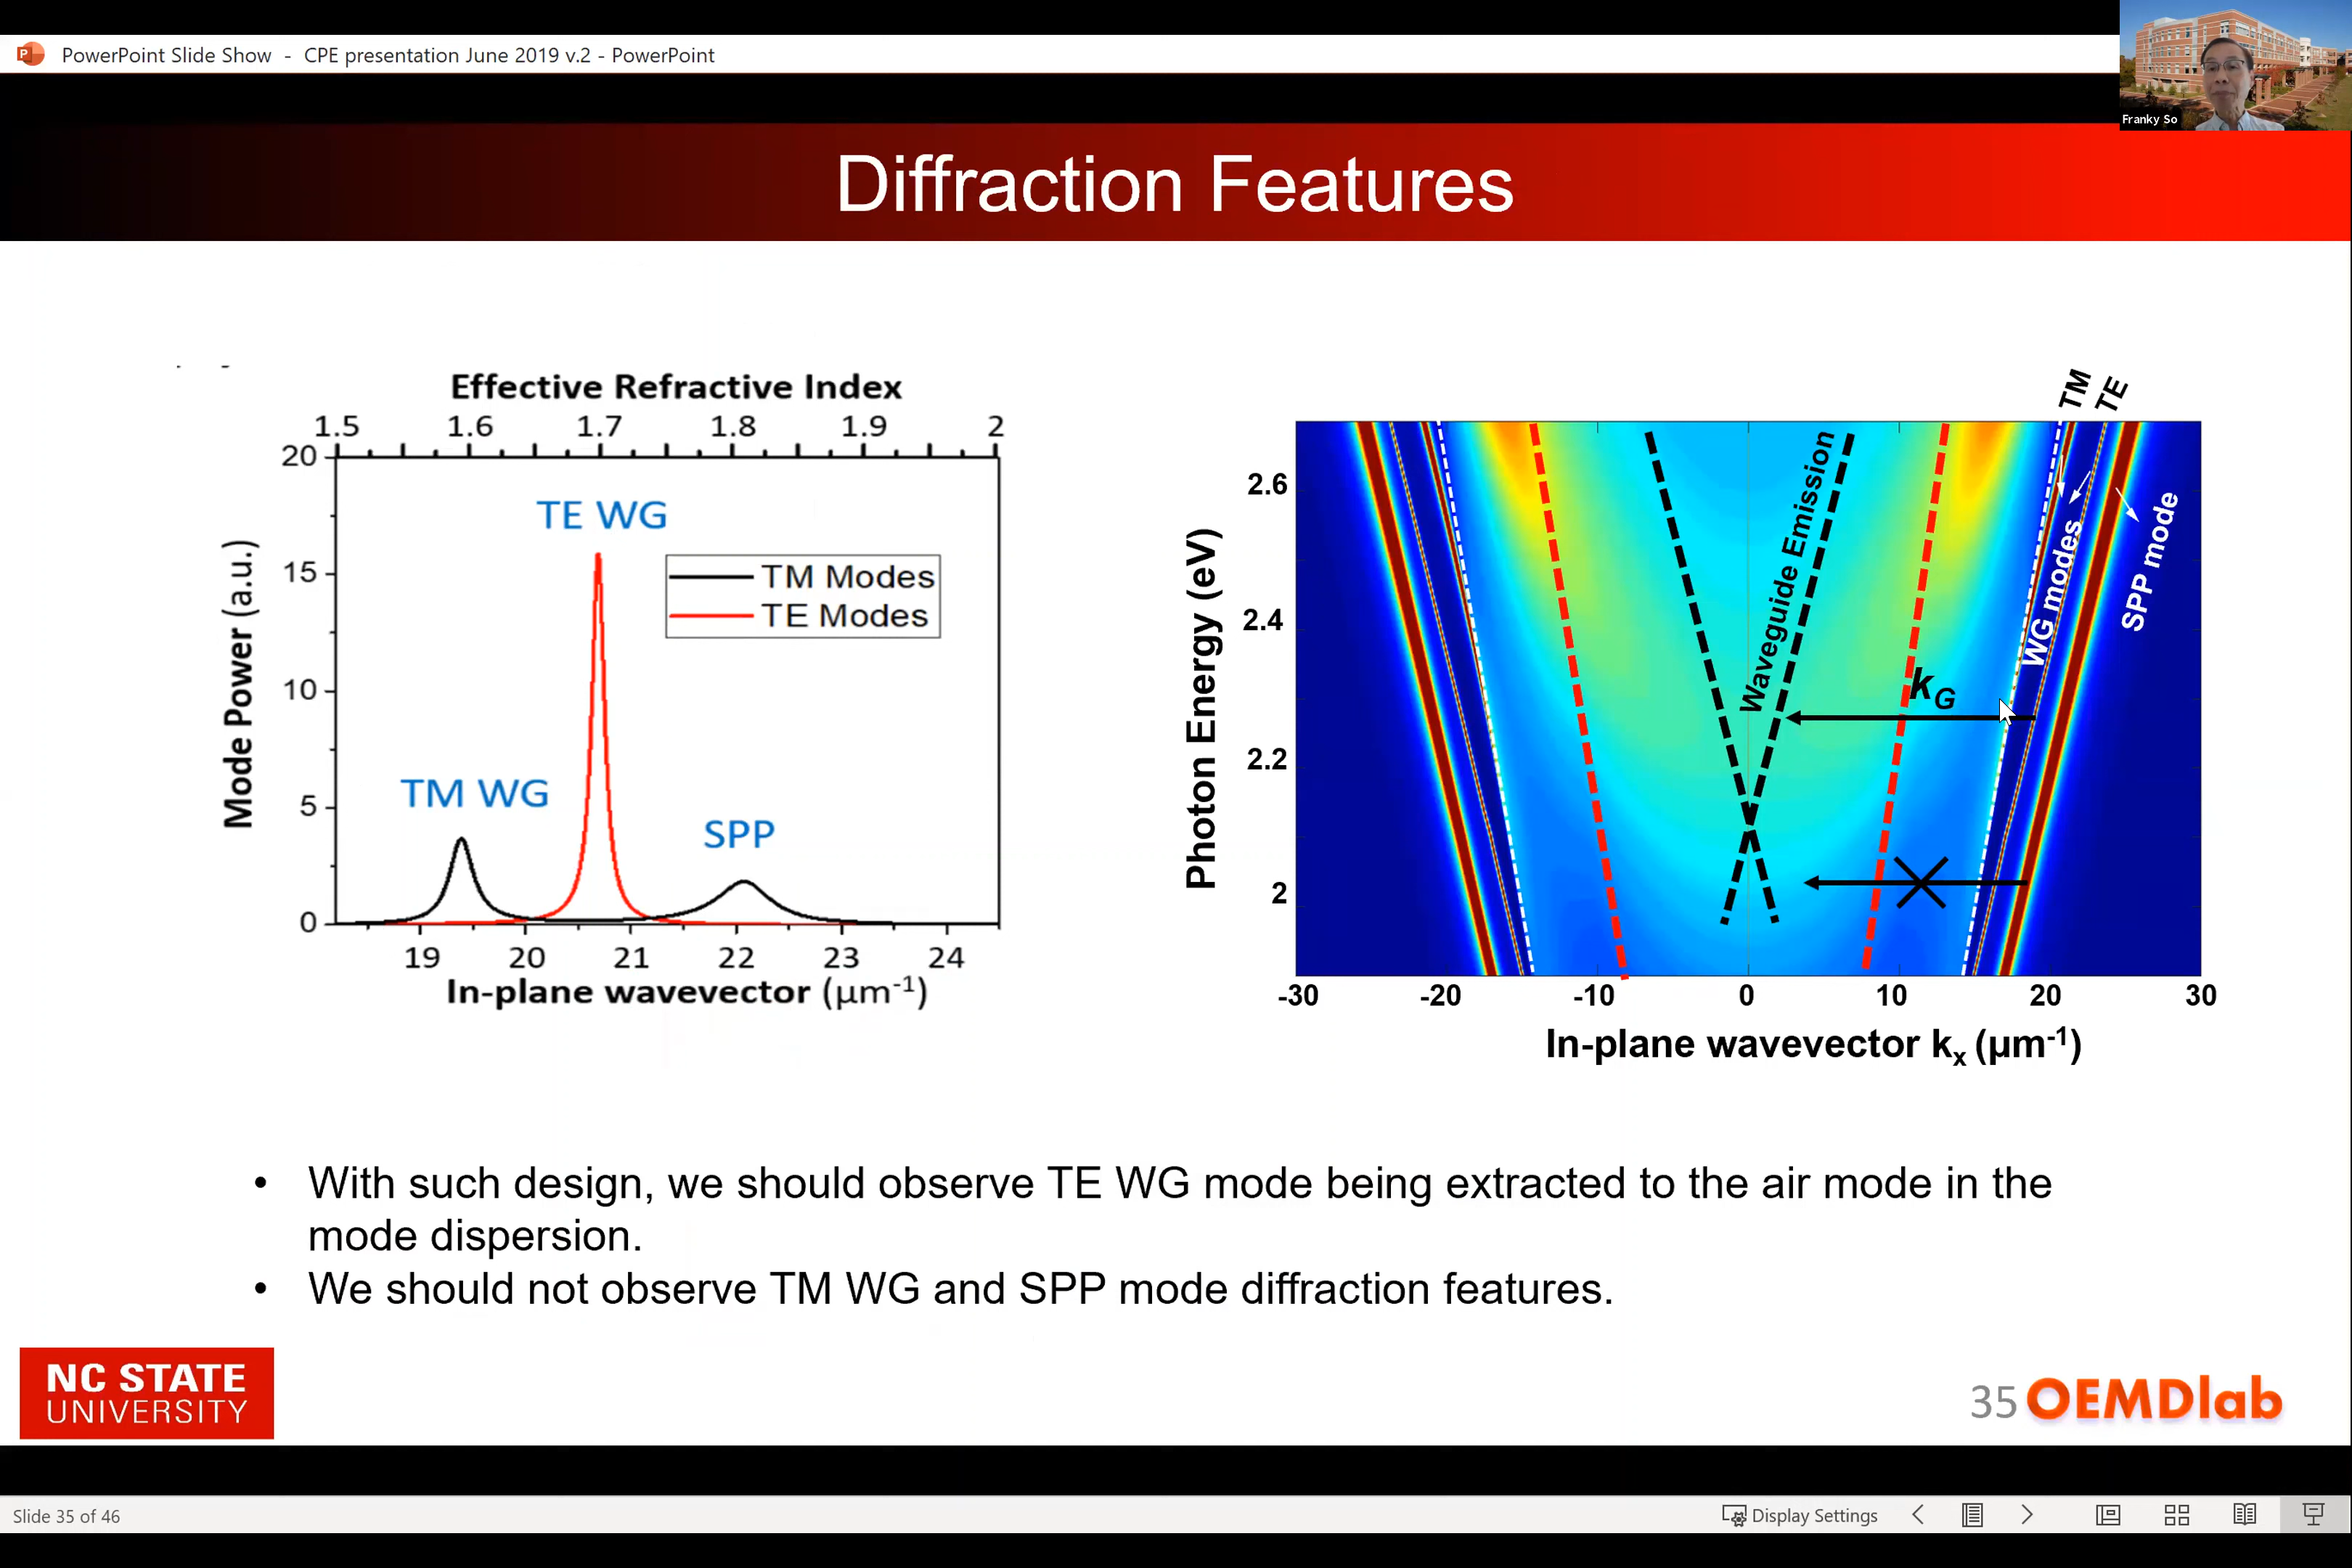 PowerPoint Slide Show - CPE presentation June 2019 v.2 - PowerPoint
Franky So
Diffraction Features
Effective Refractive Index
1.5 1.6 1.7 1.8 1.9 2
20
15
10
5
0
Mode Power (a.u.)
TE WG
TM Modes
TE Modes
TM WG
SPP
19 20 21 22 23 24
In-plane wavevector (μm-1)
TM
TE
2.6
2.4
2.2
2
Photon Energy (eV)
Waveguide Emission
WG modes
SPP mode
kG
-30 -20 -10 0 10 20 30
In-plane wavevector kx (μm-1)
• With such design, we should observe TE WG mode being extracted to the air mode in the
mode dispersion.
• We should not observe TM WG and SPP mode diffraction features.
NC STATE
UNIVERSITY
35 OEMDlab
Slide 35 of 46
Display Settings